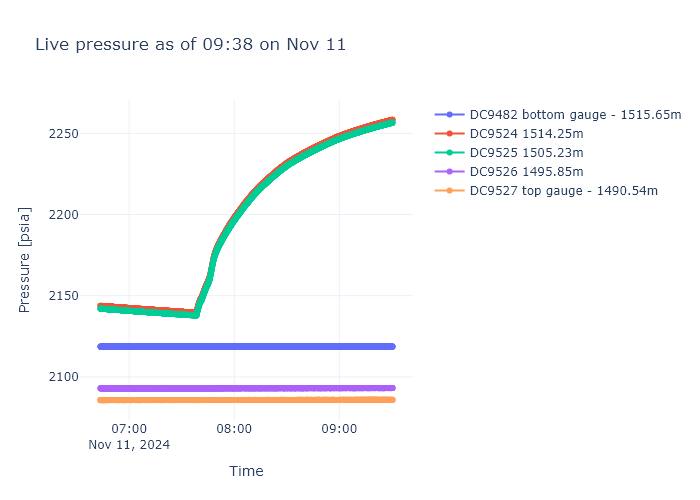 Live pressure as of 09:38 on Nov 11
DC9482 bottom gauge - 1515.65m
DC9524 1514.25m
DC9525 1505.23m
DC9526 1495.85m
DC9527 top gauge - 1490.54m
Pressure [psia]
2250
2200
2150
2100
07:00
Nov 11, 2024
08:00
09:00
Time